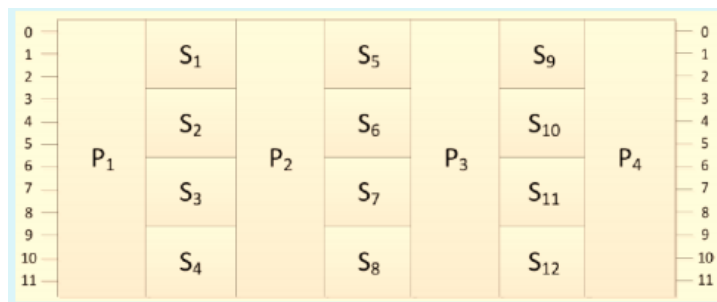 0 S₁ S₅ S₉ 0
1 1
2 2
3 3
4 S₂ S₆ S₁₀ 4
5 5
6 P₁ P₂ P₃ P₄ 6
7 S₃ S₇ S₁₁ 7
8 8
9 9
10 S₄ S₈ S₁₂ 10
11 11